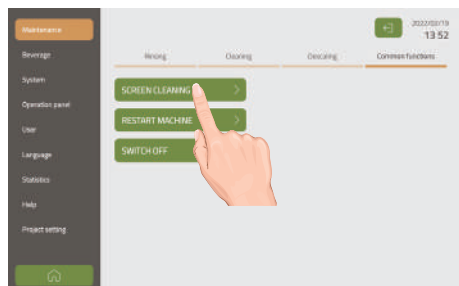 Maintenance
2022/02/19
13 52
Beverage
Rinsing
Cleaning
Descaling
Common functions
System
SCREEN CLEANING
Operation panel
RESTART MACHINE
User
SWITCH OFF
Language
Statistics
Help
Project setting